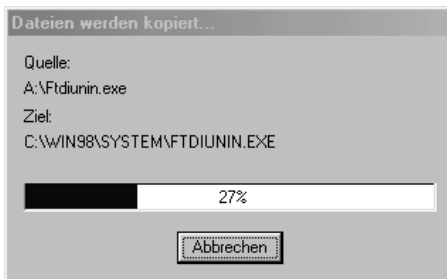 Dateien werden kopiert...
Quelle:
A:\Ftdiunin.exe
Ziel:
C:\WIN98\SYSTEM\FTDIUNIN.EXE
27%
Abbrechen